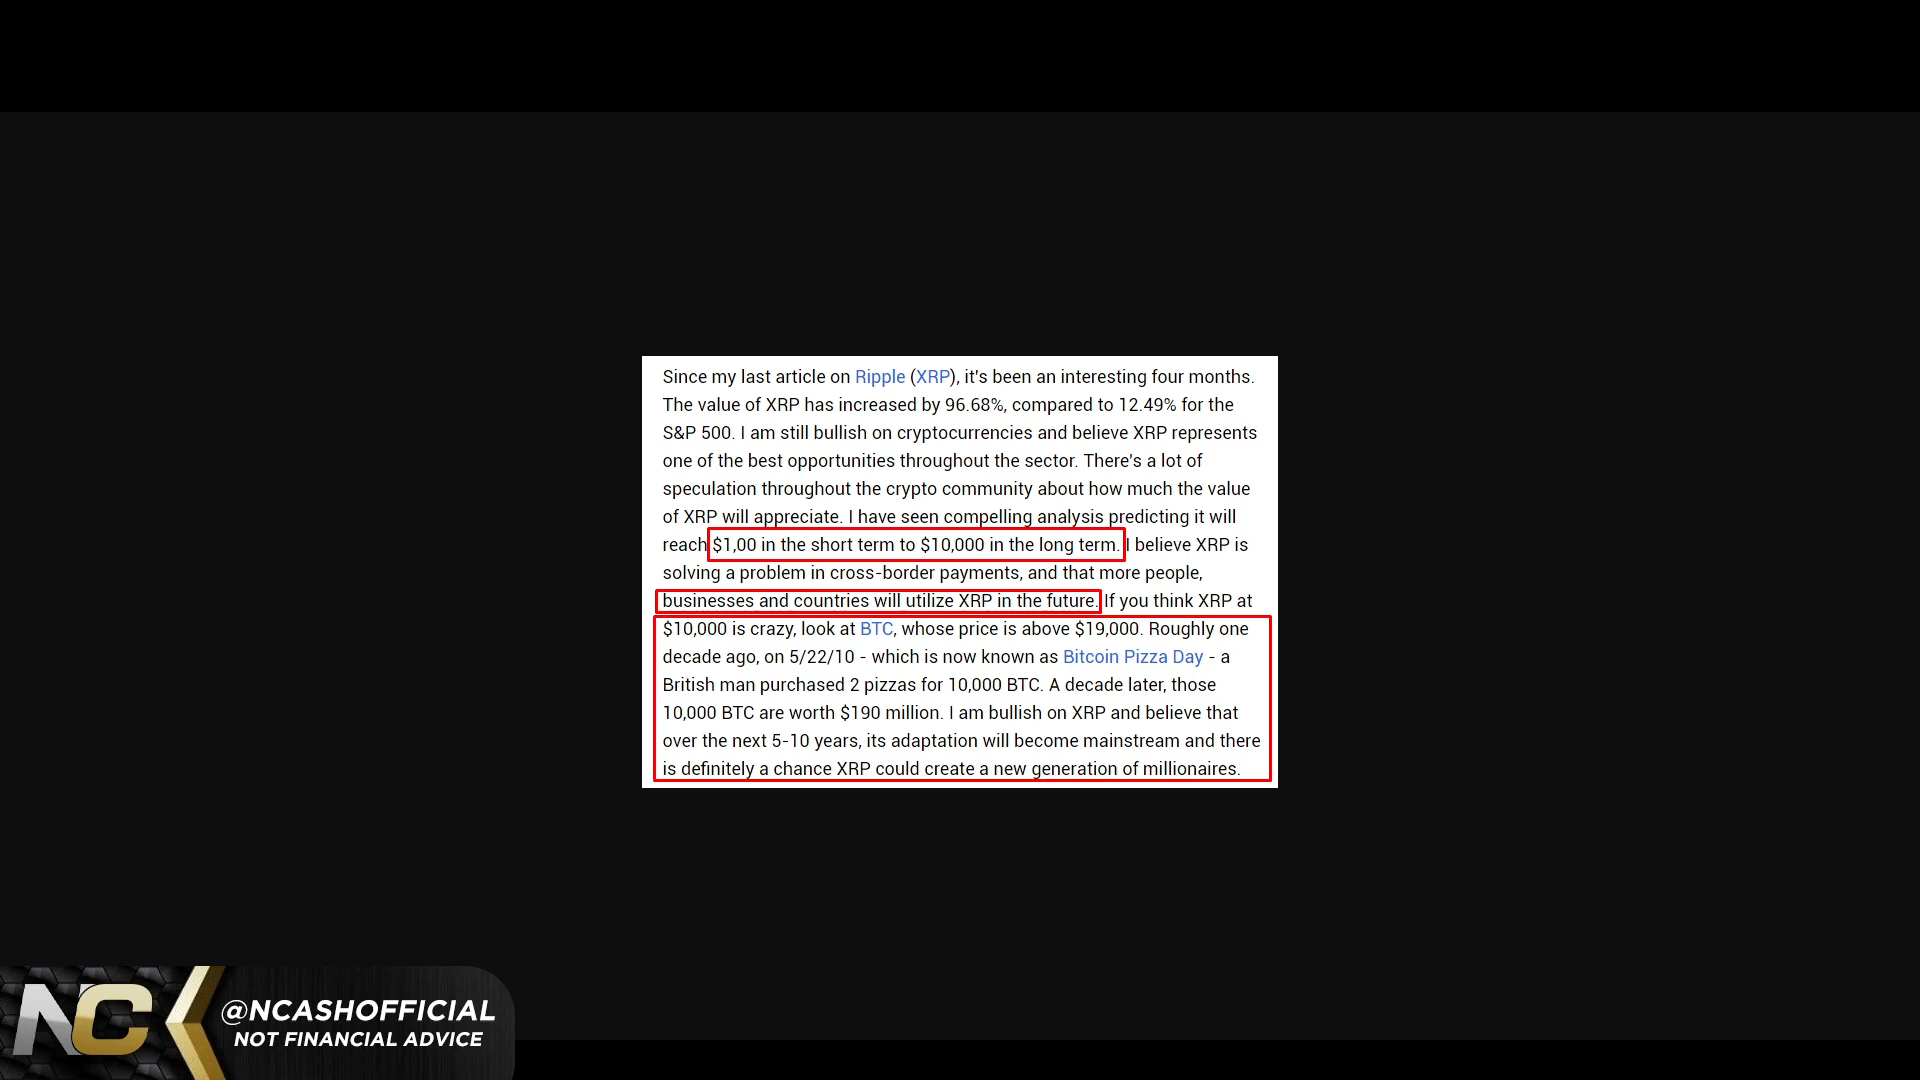 Since my last article on Ripple (XRP), it's been an interesting four months.
The value of XRP has increased by 96.68%, compared to 12.49% for the
S&P 500. I am still bullish on cryptocurrencies and believe XRP represents
one of the best opportunities throughout the sector. There's a lot of
speculation throughout the crypto community about how much the value
of XRP will appreciate. I have seen compelling analysis predicting it will
reach $1,00 in the short term to $10,000 in the long term. I believe XRP is
solving a problem in cross-border payments, and that more people,
businesses and countries will utilize XRP in the future. If you think XRP at
$10,000 is crazy, look at BTC, whose price is above $19,000. Roughly one
decade ago, on 5/22/10 - which is now known as Bitcoin Pizza Day - a
British man purchased 2 pizzas for 10,000 BTC. A decade later, those
10,000 BTC are worth $190 million. I am bullish on XRP and believe that
over the next 5-10 years, its adaptation will become mainstream and there
is definitely a chance XRP could create a new generation of millionaires.
NC
@NCASHOFFICIAL
NOT FINANCIAL ADVICE